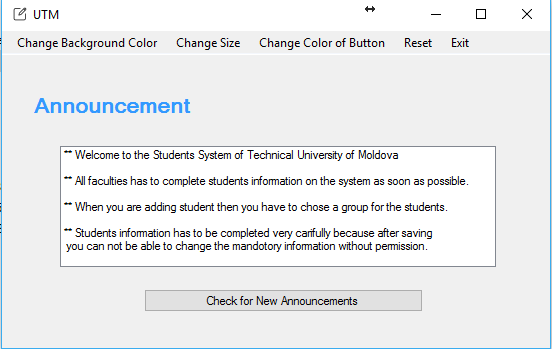 UTM
Change Background Color Change Size Change Color of Button Reset Exit
Announcement
** Welcome to the Students System of Technical University of Moldova
** All faculties has to complete students information on the system as soon as possible.
** When you are adding student then you have to chose a group for the students.
** Students information has to be completed very carifully because after saving
you can not be able to change the mandotory information without permission.
Check for New Announcements